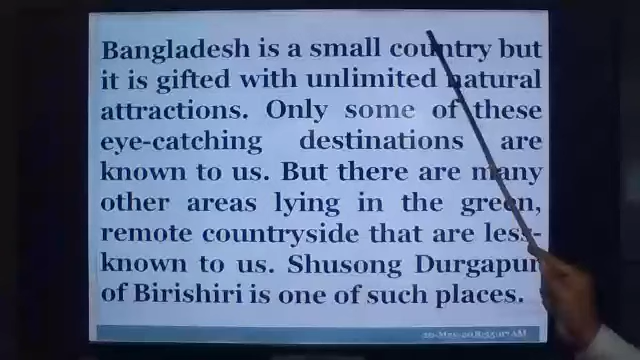 Bangladesh is a small country but
it is gifted with unlimited natural
attractions. Only some of these
eye-catching destinations are
known to us. But there are many
other areas lying in the green,
remote countryside that are less-
known to us. Shusong Durgapur
of Birishiri is one of such places.